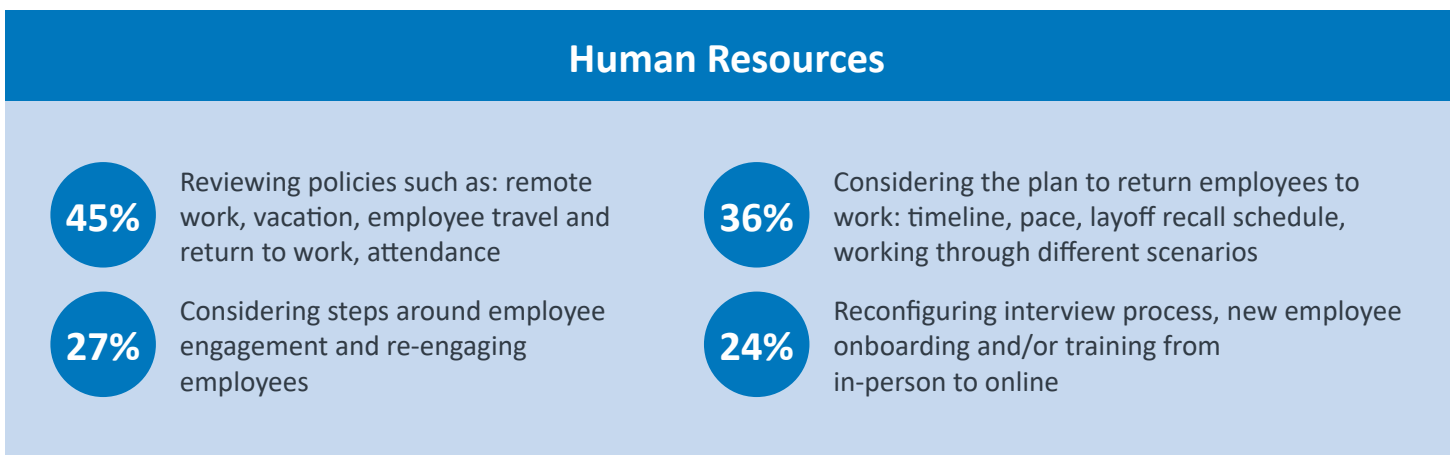 Human Resources
45%
Reviewing policies such as: remote
work, vacation, employee travel and
return to work, attendance
36%
Considering the plan to return employees to
work: timeline, pace, layoff recall schedule,
working through different scenarios
27%
Considering steps around employee
engagement and re-engaging
employees
24%
Reconfiguring interview process, new employee
onboarding and/or training from
in-person to online